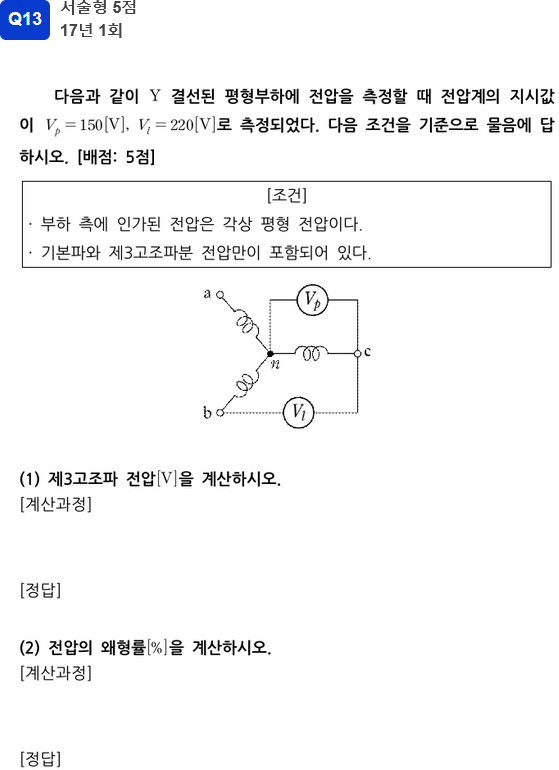 Q13
서술형 5점
17년 1회
다음과 같이 Y 결선된 평형부하에 전압을 측정할 때 전압계의 지시값
이 Vp = 150[V], Vl = 220[V]로 측정되었다. 다음 조건을 기준으로 물음에 답
하시오. [배점: 5점]
[조건]
· 부하 측에 인가된 전압은 각상 평형 전압이다.
· 기본파와 제3고조파분 전압만이 포함되어 있다.
a
Vp
n
c
b
Vl
(1) 제3고조파 전압[V]을 계산하시오.
[계산과정]
[정답]
(2) 전압의 왜형률[%]을 계산하시오.
[계산과정]
[정답]